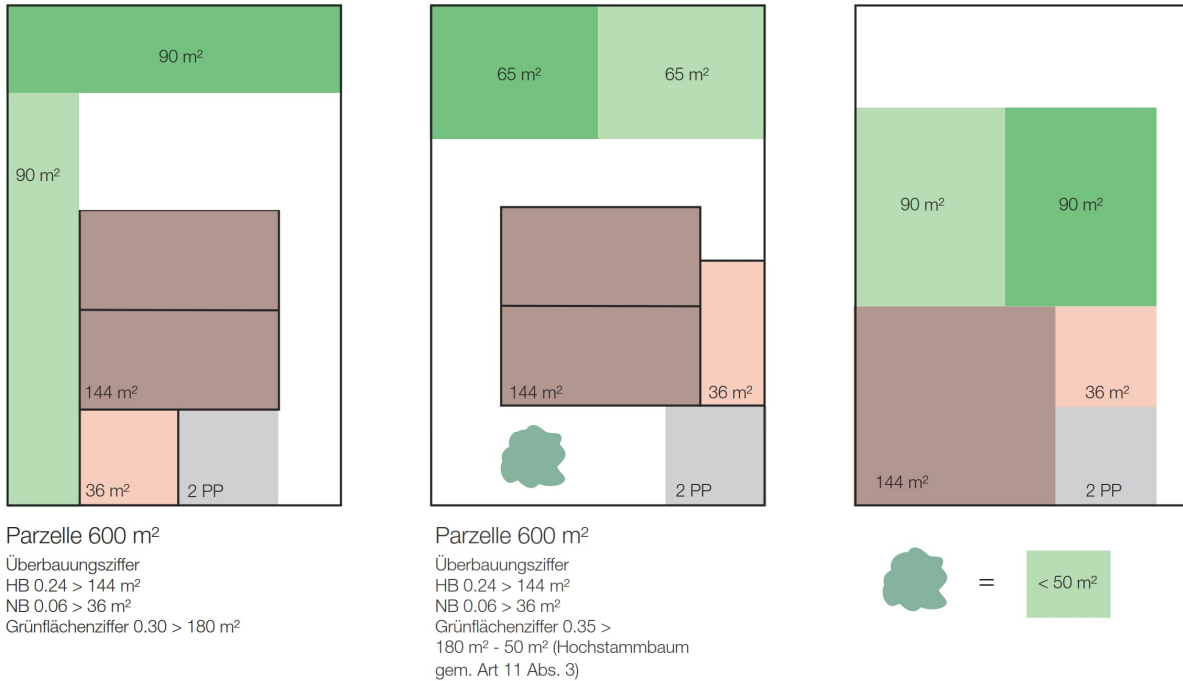 90 m²
90 m²
144 m²
36 m²
2 PP
Parzelle 600 m²
Überbauungsziffer
HB 0.24 > 144 m²
NB 0.06 > 36 m²
Grünflächenziffer 0.30 > 180 m²
65 m²
65 m²
144 m²
36 m²
2 PP
Parzelle 600 m²
Überbauungsziffer
HB 0.24 > 144 m²
NB 0.06 > 36 m²
Grünflächenziffer 0.35 >
180 m² - 50 m² (Hochstammbaum
gem. Art 11 Abs. 3)
90 m²
90 m²
36 m²
144 m²
2 PP
=
< 50 m²